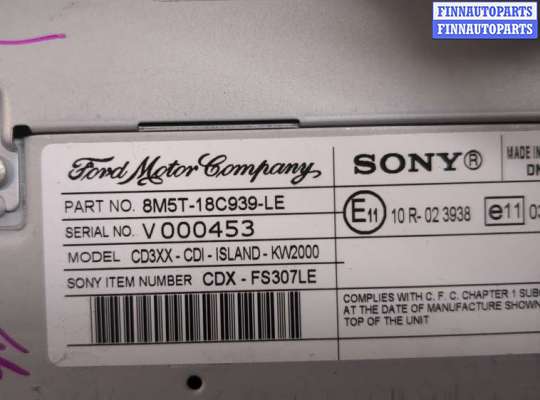 FINNAUTOPARTS
FINNAUTOPARTS
Ford Motor Company
SONY®
MADE IN
PART NO. 8M5T-18C939-LE
SERIAL NO. V 000453
MODEL CD3XX - CDI - ISLAND - KW2000
SONY ITEM NUMBER CDX - FS307LE
E11
10 R- 02 3938
e11
COMPLIES WITH C. F. C. CHAPTER 1
AT THE DATE OF MANUFACTURE SHOWN
TOP OF THE UNIT